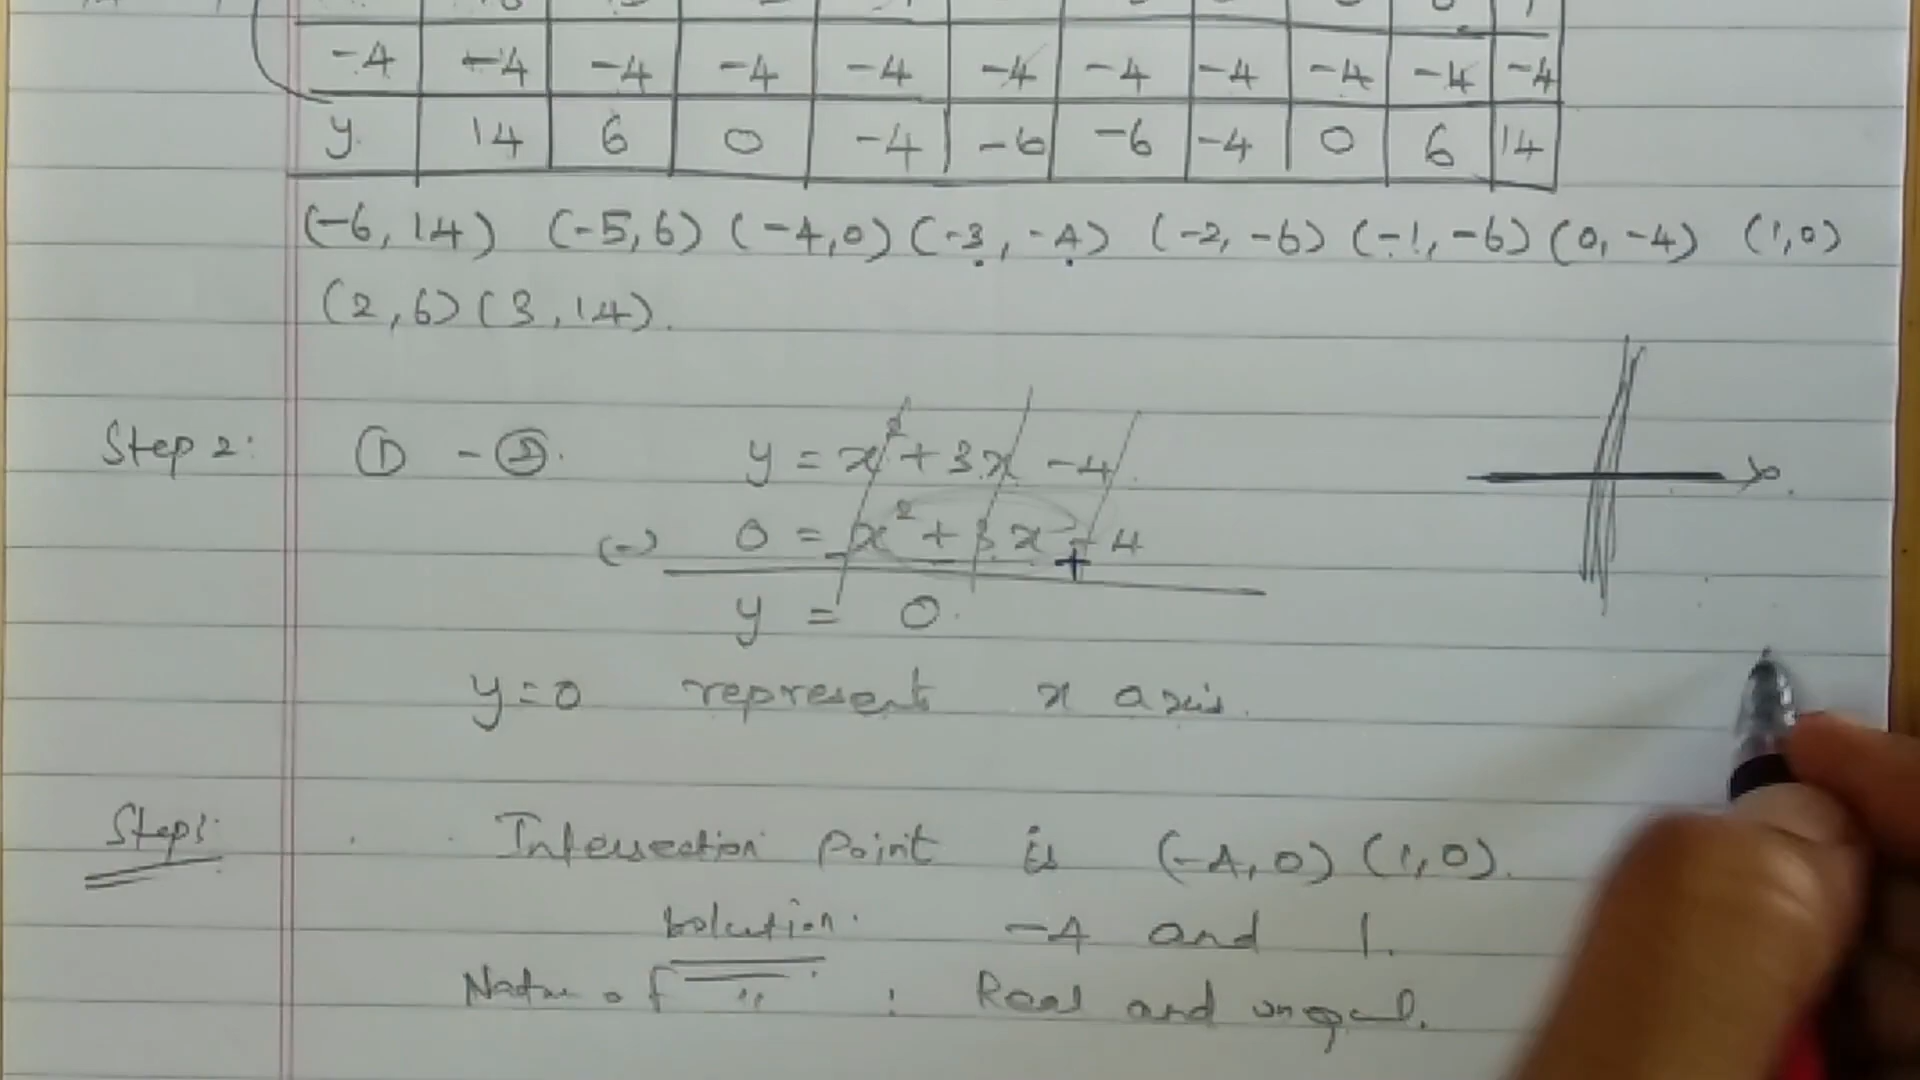 -4 -4 -4 -4 -4 -4 -4 -4 -4 -4 -4
y 14 6 0 -4 -6 -6 -4 0 6 14
(-6, 14) (-5, 6) (-4, 0) (-3, -4) (-2, -6) (-1, -6) (0, -4) (1, 0)
(2, 6) (3, 14).
Step 2: ① - ②. y = x² + 3x - 4
(-) 0 = x² + 3x - 4
- - +
y = 0.
y = 0 represent x axis.
Step: Intersection point is (-4, 0) (1, 0).
Solution: -4 and 1.
Nature of " : Real and unequal.